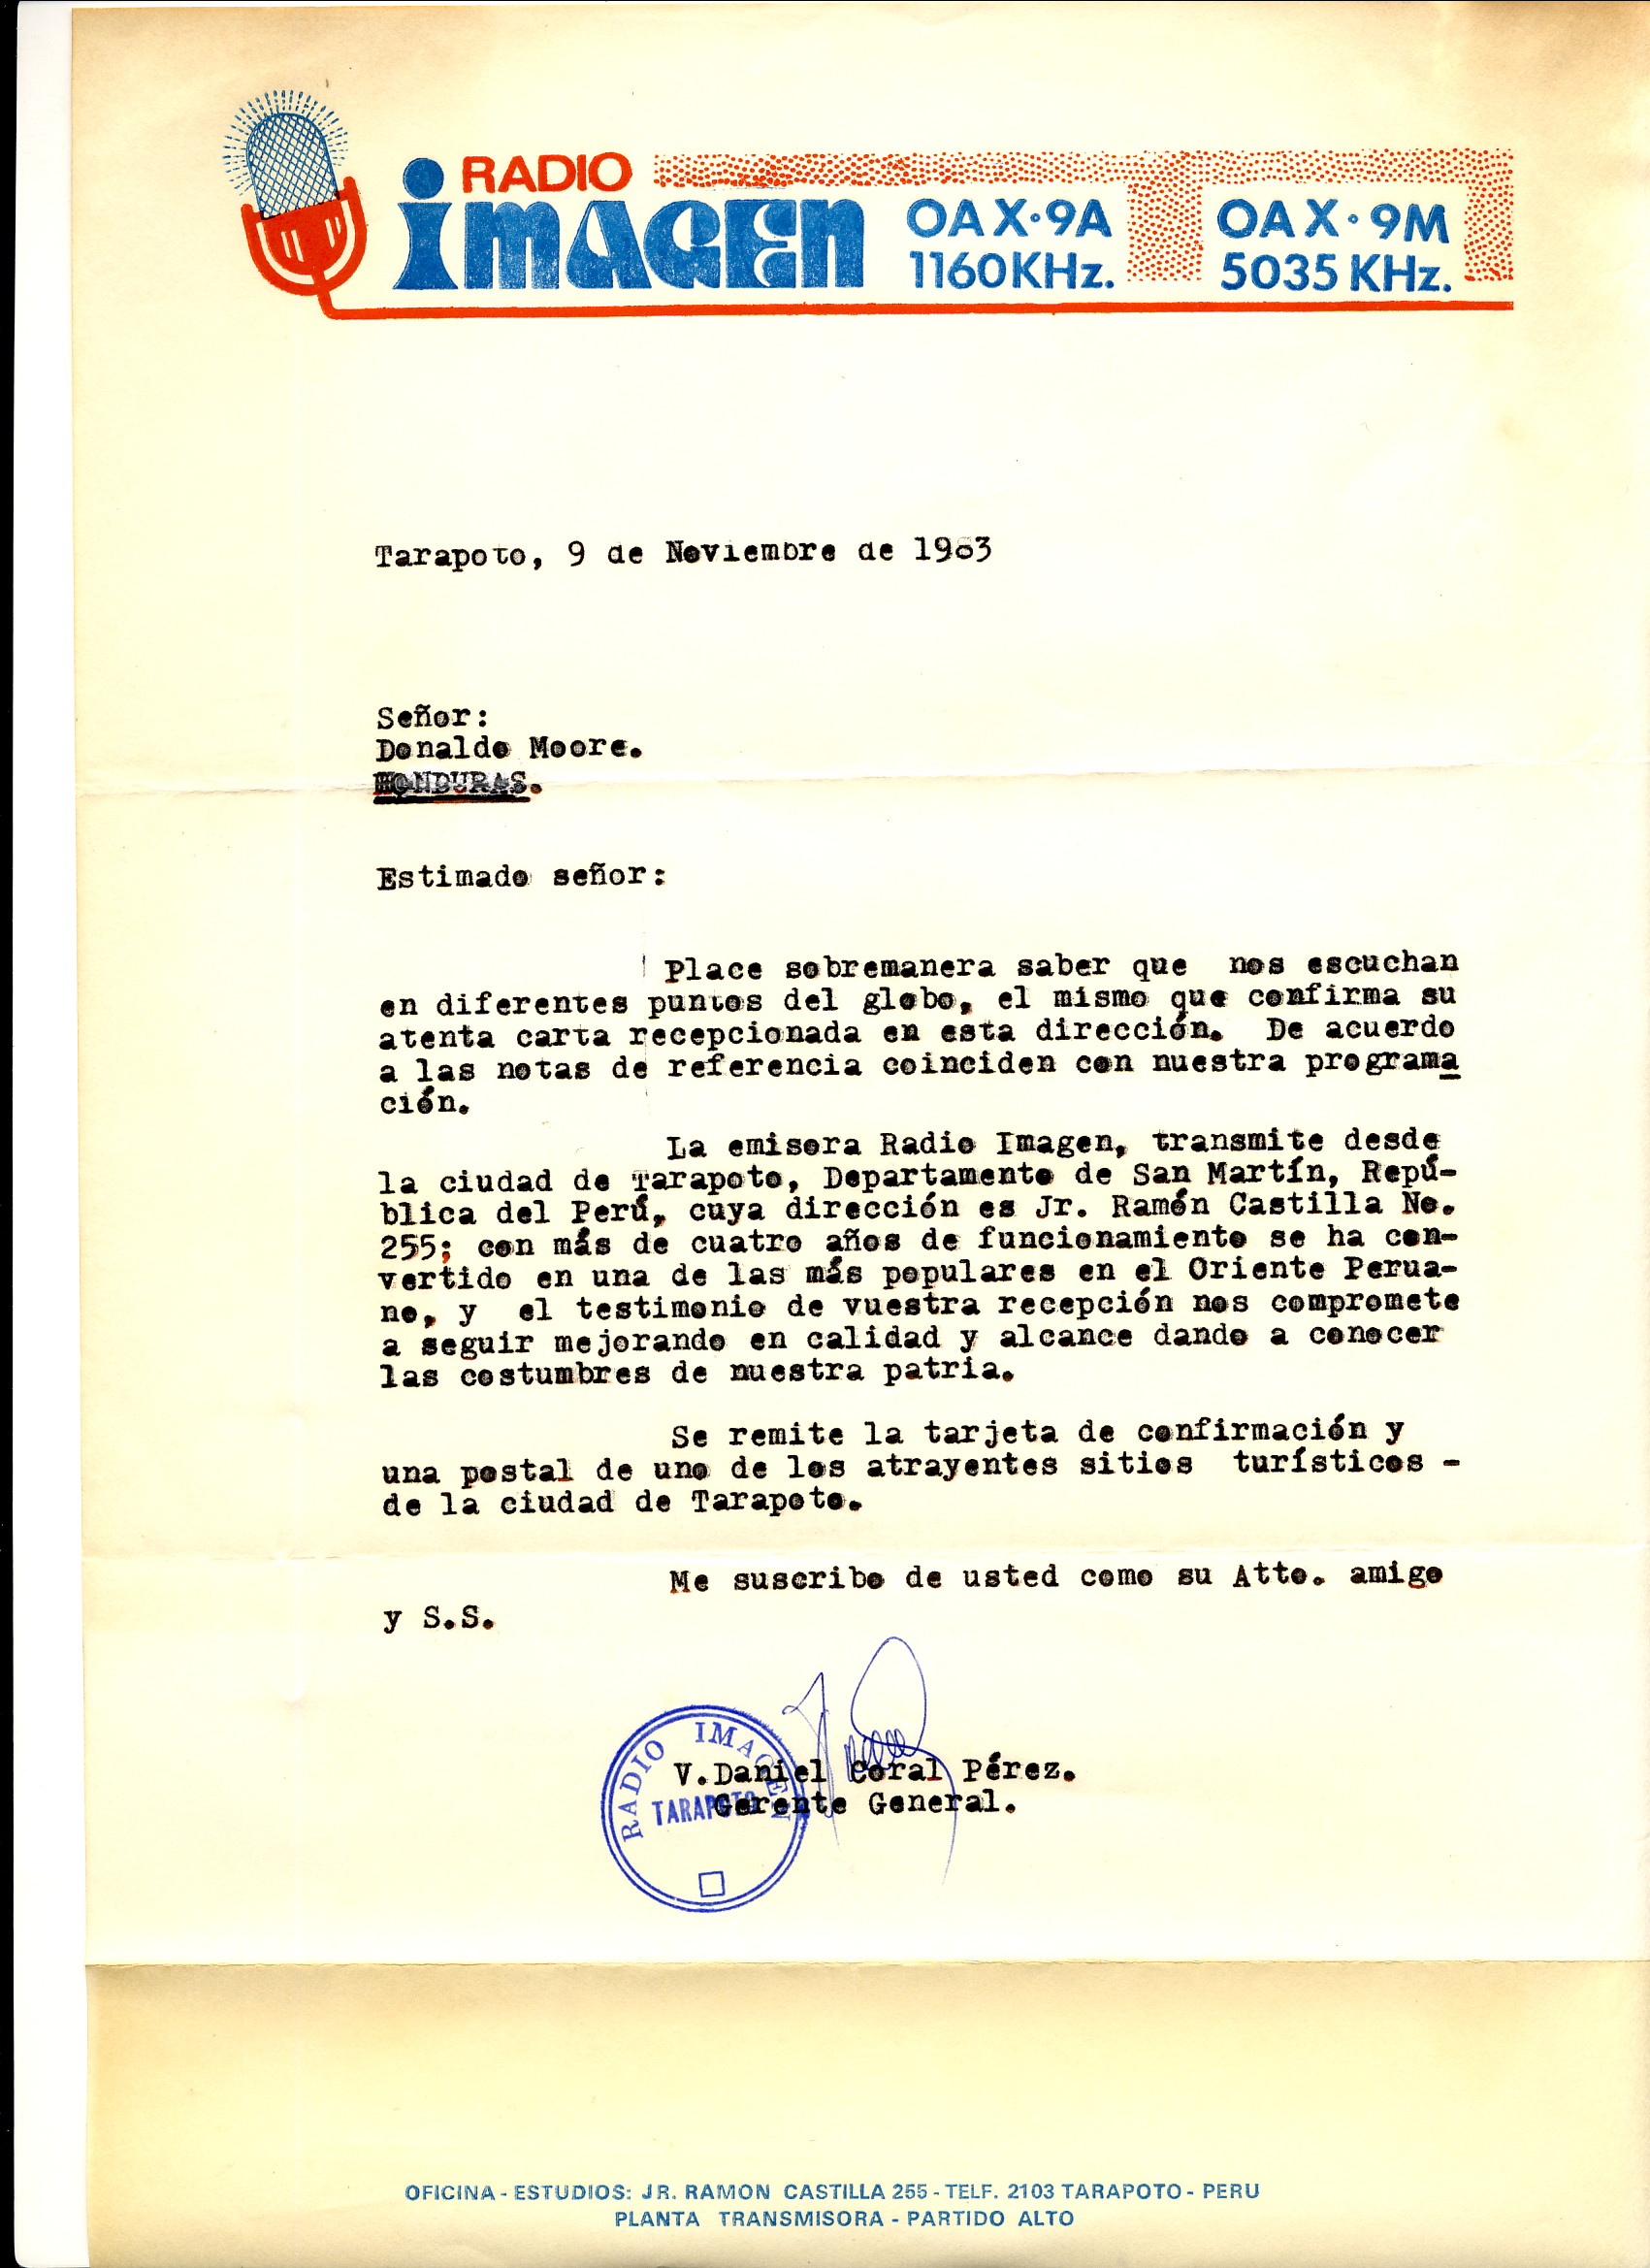 RADIO
imAGEn
OAX·9A
1160KHz.
OAX·9M
5035 KHz.
Tarapoto, 9 de Noviembre de 1983
Señor:
Donaldo Moore.
HONDURAS.
Estimado señor:
Place sobremanera saber que nos escuchan
en diferentes puntos del globo, el mismo que confirma su
atenta carta recepcionada en esta dirección. De acuerdo
a las notas de referencia coinciden con nuestra programa
ción.
La emisora Radio Imagen, transmite desde
la ciudad de Tarapoto, Departamento de San Martín, Repú-
blica del Perú, cuya dirección es Jr. Ramón Castilla No.
255; con más de cuatro años de funcionamiento se ha con-
vertido en una de las más populares en el Oriente Perua-
no, y el testimonio de vuestra recepción nos compromete
a seguir mejorando en calidad y alcance dando a conocer
las costumbres de nuestra patria.
Se remite la tarjeta de confirmación y
una postal de uno de los atrayentes sitios turísticos -
de la ciudad de Tarapoto.
Me suscribo de usted como su Atto. amigo
y S.S.
RADIO IMAGEN
TARAPOTO
V.Daniel Coral Pérez.
Gerente General.
OFICINA - ESTUDIOS: JR. RAMON CASTILLA 255 - TELF. 2103 TARAPOTO - PERU
PLANTA TRANSMISORA - PARTIDO ALTO